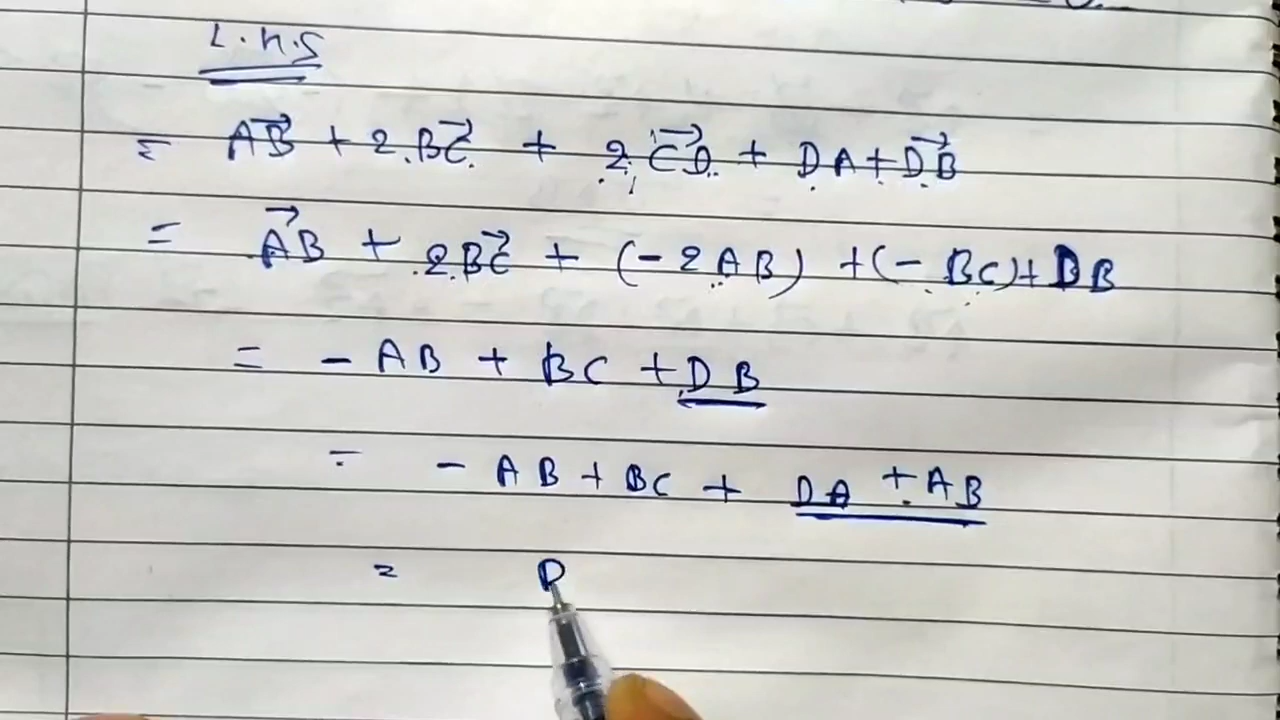 L.H.S
= AB + 2.BC + 2 CD + DA + DB
= AB + 2BC + (-2AB) + (-BC) + DB
= - AB + BC + DB
= - AB + BC + DA + AB
= D